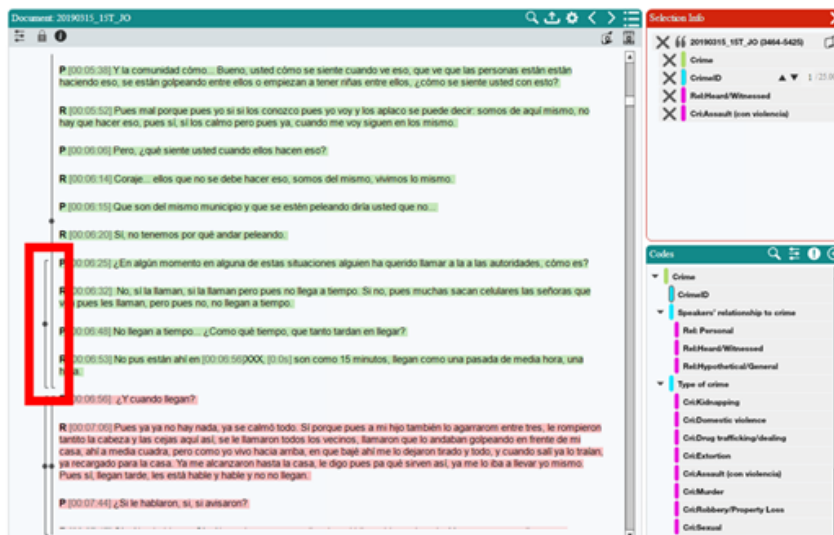 Document: 20190315_1ST_JO
P [00:05:38] Y la comunidad cómo... Bueno, usted cómo se siente cuando ve eso, que ve que las personas están están
haciendo eso, se están golpeando entre ellos o empiezan a tener riñas entre ellos, ¿cómo se siente usted con esto?
R [00:05:52] Pues mal porque pues yo si si los conozco pues yo voy y los aplaco se puede decir: somos de aquí mismo, no
hay que hacer eso, pues sí, sí los calmo pero pues ya, cuando me voy siguen en los mismo.
P [00:06:06] Pero, ¿qué siente usted cuando ellos hacen eso?
R [00:06:14] Coraje... ellos que no se debe hacer eso, somos del mismo, vivimos lo mismo.
P [00:06:15] Que son del mismo municipio y que se estén peleando diría usted que no...
R [00:06:20] Sí, no tenemos por qué andar peleando.
P [00:06:25] ¿En algún momento en alguna de estas situaciones alguien ha querido llamar a la a las autoridades, cómo es?
R [00:06:32] No, sí la llaman, si la llaman pero pues no llega a tiempo. Si no, pues muchas sacan celulares las señoras que
pues les llaman, pero pues no, no llegan a tiempo.
P [00:06:48] No llegan a tiempo... ¿Como qué tiempo, que tanto tardan en llegar?
R [00:06:53] No pus están ahí en [00:06:56]XXX, [0.0s] son como 15 minutos, llegan como una pasada de media hora, una
P [00:06:56] ¿Y cuando llegan?
R [00:07:06] Pues ya ya no hay nada, ya se calmó todo. Sí porque pues a mi hijo también lo agarrarom entre tres, le rompieron
tantito la cabeza y las cejas aquí así, se le llamaron todos los vecinos, llamaron que lo andaban golpeando en frente de mi
casa, ahí a media cuadra, pero como yo vivo hacia arriba, en que bajé ahí me lo dejaron tirado y todo, y cuando salí ya lo traían,
ya recargado para la casa. Ya me alcanzaron hasta la casa, le digo pues pa qué sirven así, ya me lo iba a llevar yo mismo.
Pues sí, llegan tarde, les está hable y hable y no no llegan.
P [00:07:44] ¿Si le hablaron, si, si avisaron?
Selection Info
20190315_1ST_JO (3464-5425)
Crime
CrimeID
Rel:Heard/Witnessed
Cri:Assault (con violencia)
Codes
Crime
CrimeID
Speakers' relationship to crime
Rel: Personal
Rel:Heard/Witnessed
Rel:Hypothetical/General
Type of crime
Cri:Kidnapping
Cri:Domestic violence
Cri:Drug trafficking/dealing
Cri:Extortion
Cri:Assault (con violencia)
Cri:Murder
Cri:Robbery/Property Loss
Cri:Sexual